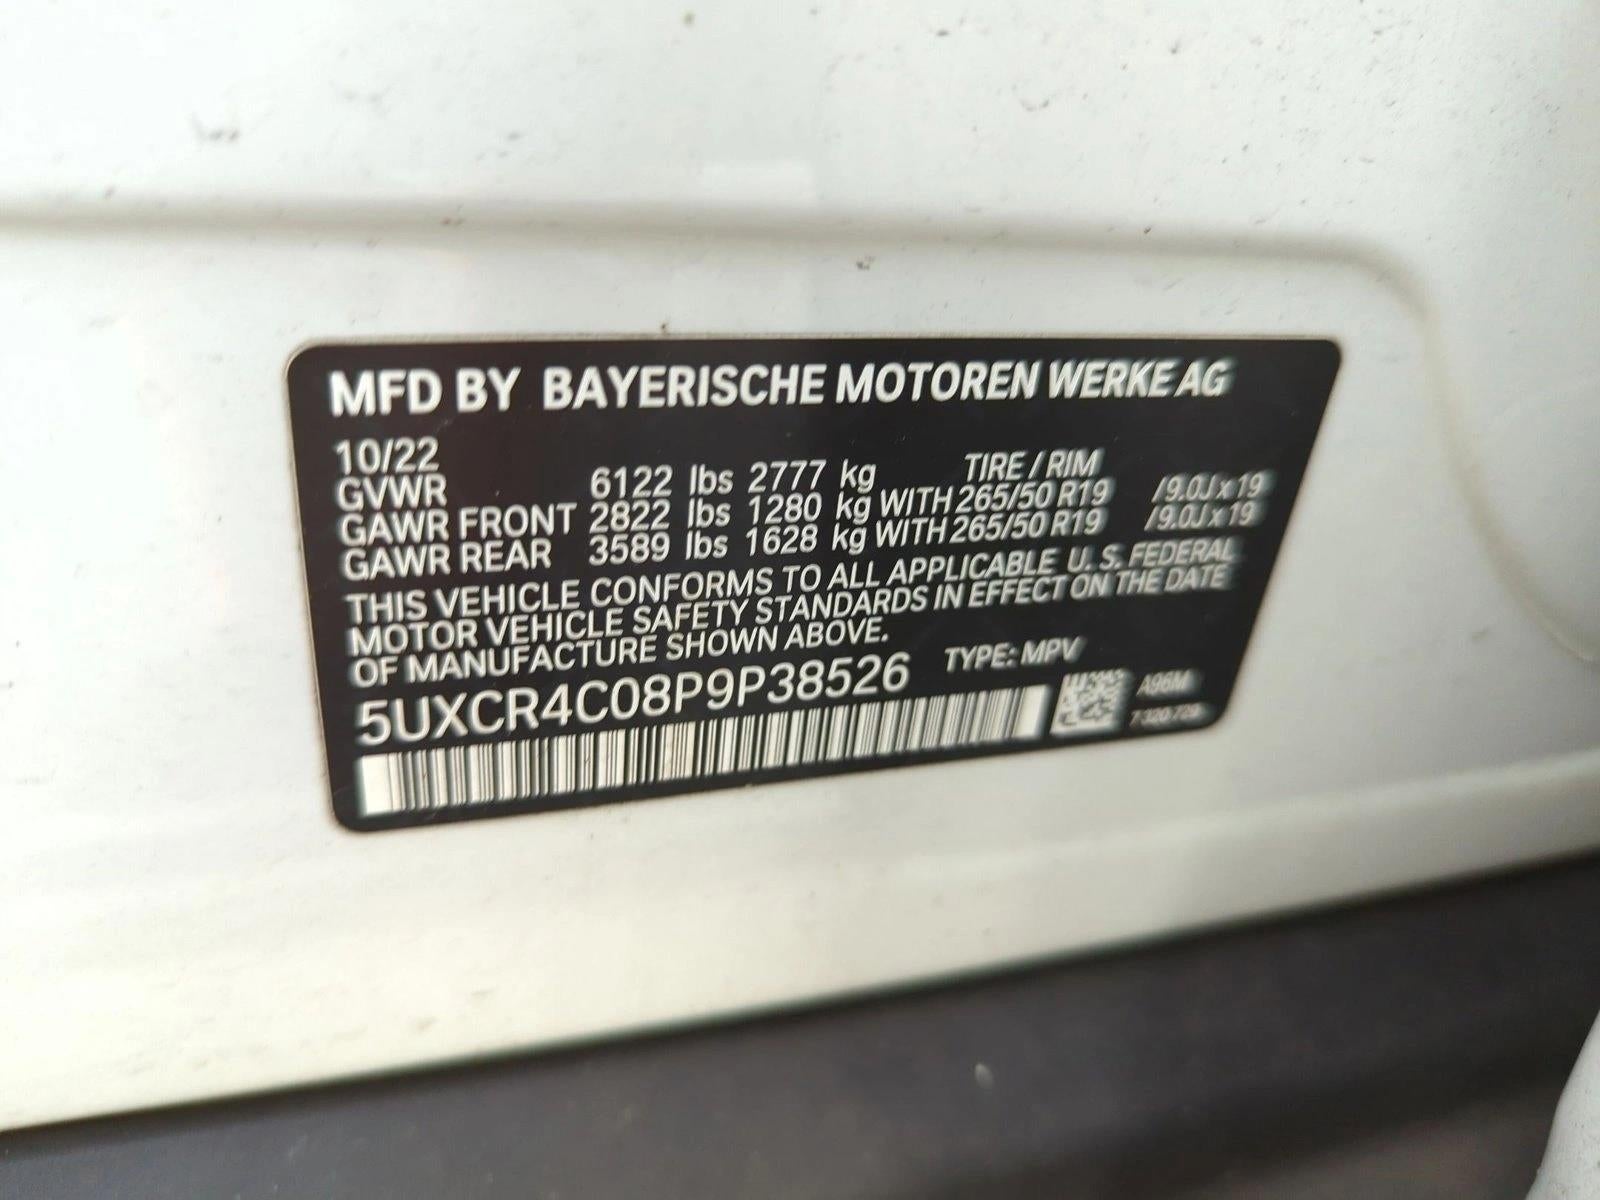 MFD BY BAYERISCHE MOTOREN WERKE AG
10/22 TIRE / RIM
GVWR 6122 lbs 2777 kg
GAWR FRONT 2822 lbs 1280 kg WITH 265/50 R19 /9.0J x 19
GAWR REAR 3589 lbs 1628 kg WITH 265/50 R19 /9.0J x 19
THIS VEHICLE CONFORMS TO ALL APPLICABLE U.S. FEDERAL
MOTOR VEHICLE SAFETY STANDARDS IN EFFECT ON THE DATE
OF MANUFACTURE SHOWN ABOVE.
5UXCR4C08P9P38526 TYPE: MPV
A96M